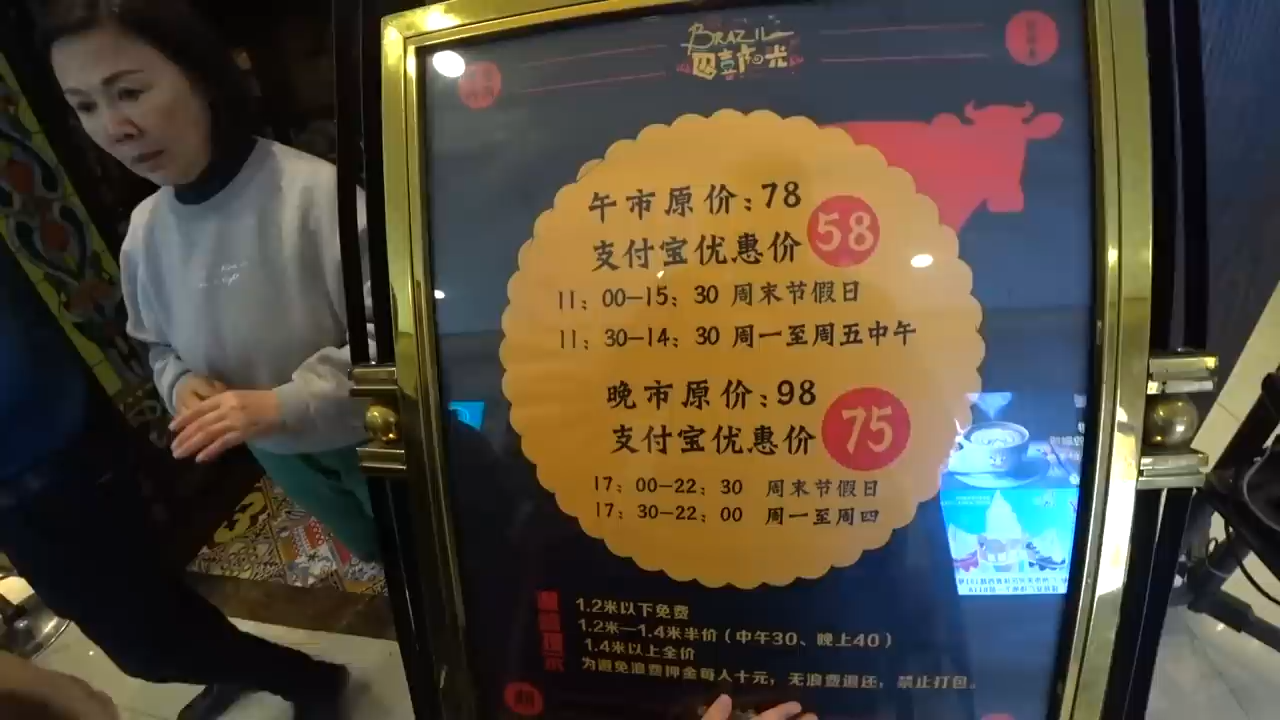 BRAZIL
巴喜阳光
午市原价:78
支付宝优惠价 58
11:00—15:30 周末节假日
11:30—14:30 周一至周五中午
晚市原价:98
支付宝优惠价 75
17:00—22:30 周末节假日
17:30—22:00 周一至周四
1.2米以下免费
1.2米—1.4米半价(中午30、晚上40)
1.4米以上全价
为避免浪费押金每人十元,无浪费退还,禁止打包。